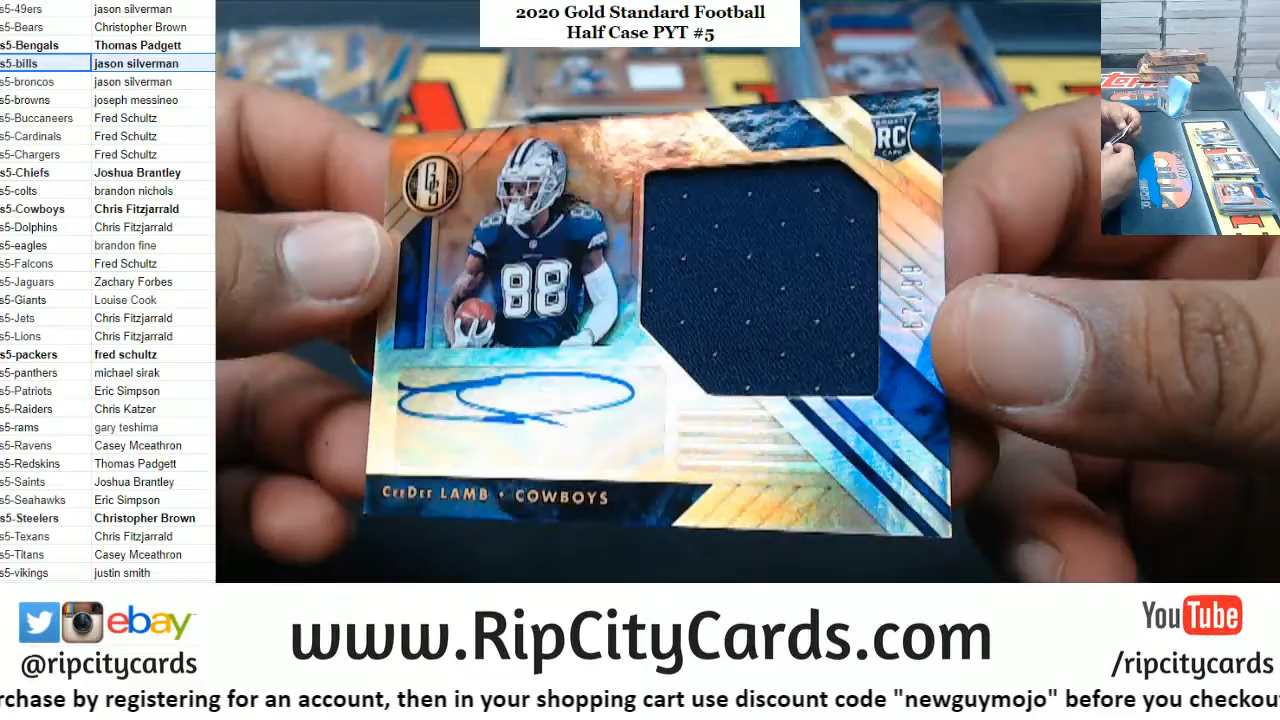 2020 Gold Standard Football
Half Case PYT #5
s5-49ers jason silverman
s5-Bears Christopher Brown
s5-Bengals Thomas Padgett
s5-bills jason silverman
s5-broncos jason silverman
s5-browns joseph messineo
s5-Buccaneers Fred Schultz
s5-Cardinals Fred Schultz
s5-Chargers Fred Schultz
s5-Chiefs Joshua Brantley
s5-colts brandon nichols
s5-Cowboys Chris Fitzjarrald
s5-Dolphins Chris Fitzjarrald
s5-eagles brandon fine
s5-Falcons Fred Schultz
s5-Jaguars Zachary Forbes
s5-Giants Louise Cook
s5-Jets Chris Fitzjarrald
s5-Lions Chris Fitzjarrald
s5-packers fred schultz
s5-panthers michael sirak
s5-Patriots Eric Simpson
s5-Raiders Chris Katzer
s5-rams gary teshima
s5-Ravens Casey Mceathron
s5-Redskins Thomas Padgett
s5-Saints Joshua Brantley
s5-Seahawks Eric Simpson
s5-Steelers Christopher Brown
s5-Texans Chris Fitzjarrald
s5-Titans Casey Mceathron
s5-vikings justin smith
GS
ROOKIE
RC
CARD
88
CeeDee LAMB • COWBOYS
ebay
@ripcitycards
www.RipCityCards.com
YouTube
/ripcitycards
rchase by registering for an account, then in your shopping cart use discount code "newguymojo" before you checkou